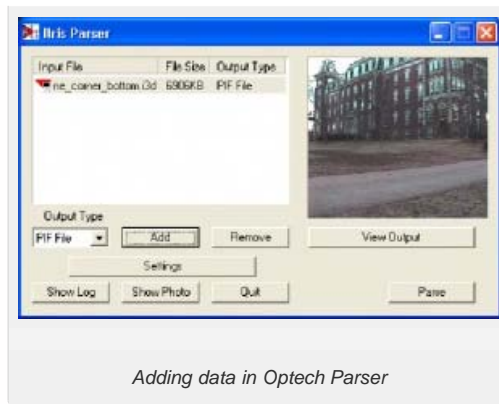 Ilris Parser
Input File File Size Output Type
ne_corner_bottom.i3d 6906KB PIF File
Output Type
PIF File Add Remove View Output
Settings
Show Log Show Photo Quit Parse
Adding data in Optech Parser